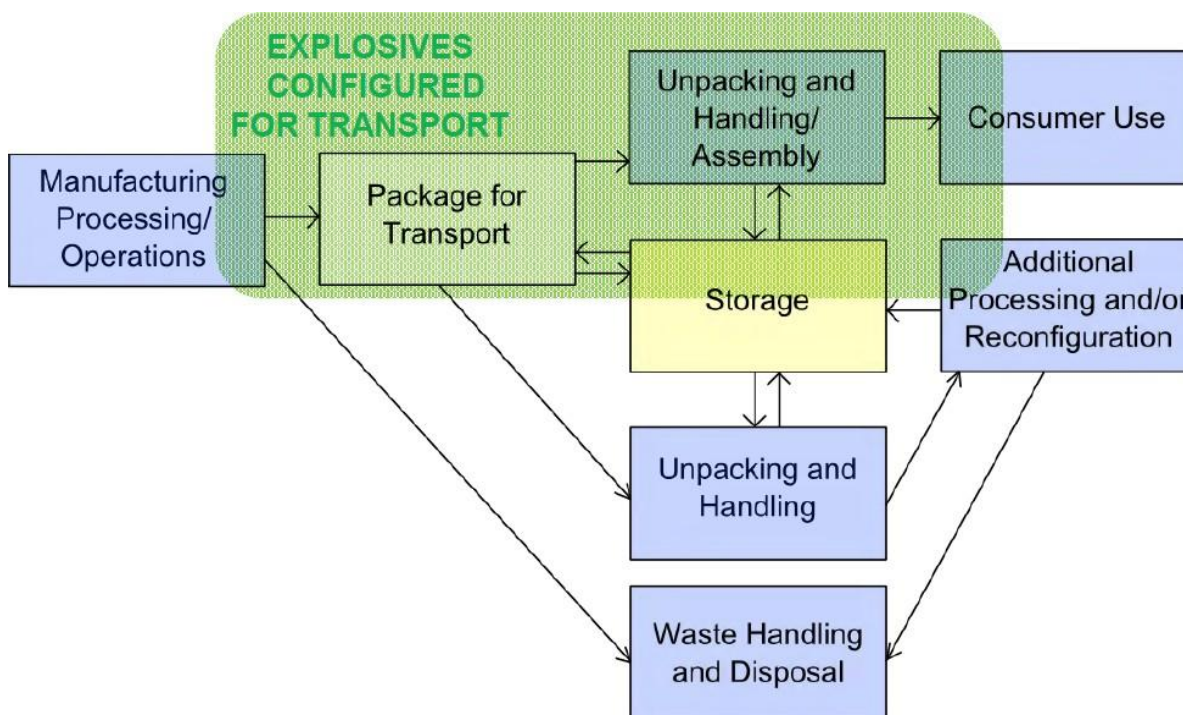 EXPLOSIVES
CONFIGURED
FOR TRANSPORT
Unpacking and
Handling/
Assembly
Consumer Use
Manufacturing
Processing/
Operations
Package for
Transport
Storage
Additional
Processing and/or
Reconfiguration
Unpacking and
Handling
Waste Handling
and Disposal